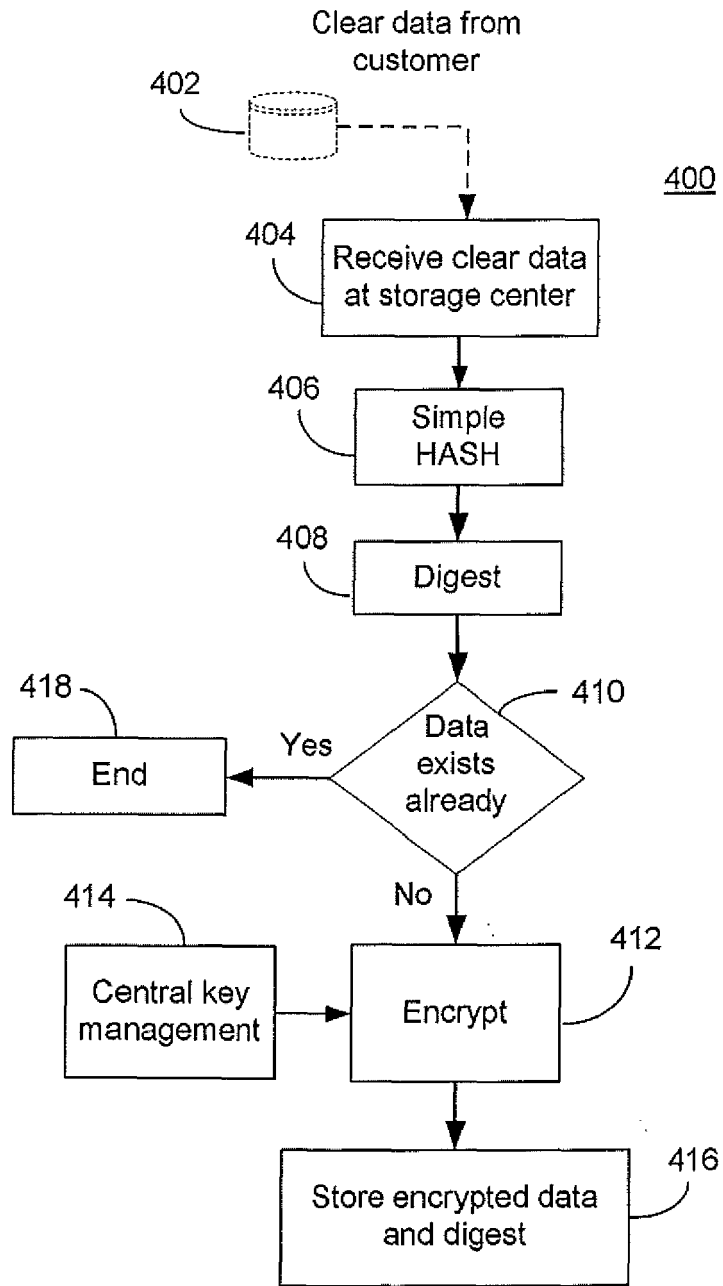 Clear data from
customer
402
400
404
Receive clear data
at storage center
406
Simple
HASH
408
Digest
418
410
End
Yes
Data
exists
already
No
414
412
Central key
management
Encrypt
416
Store encrypted data
and digest